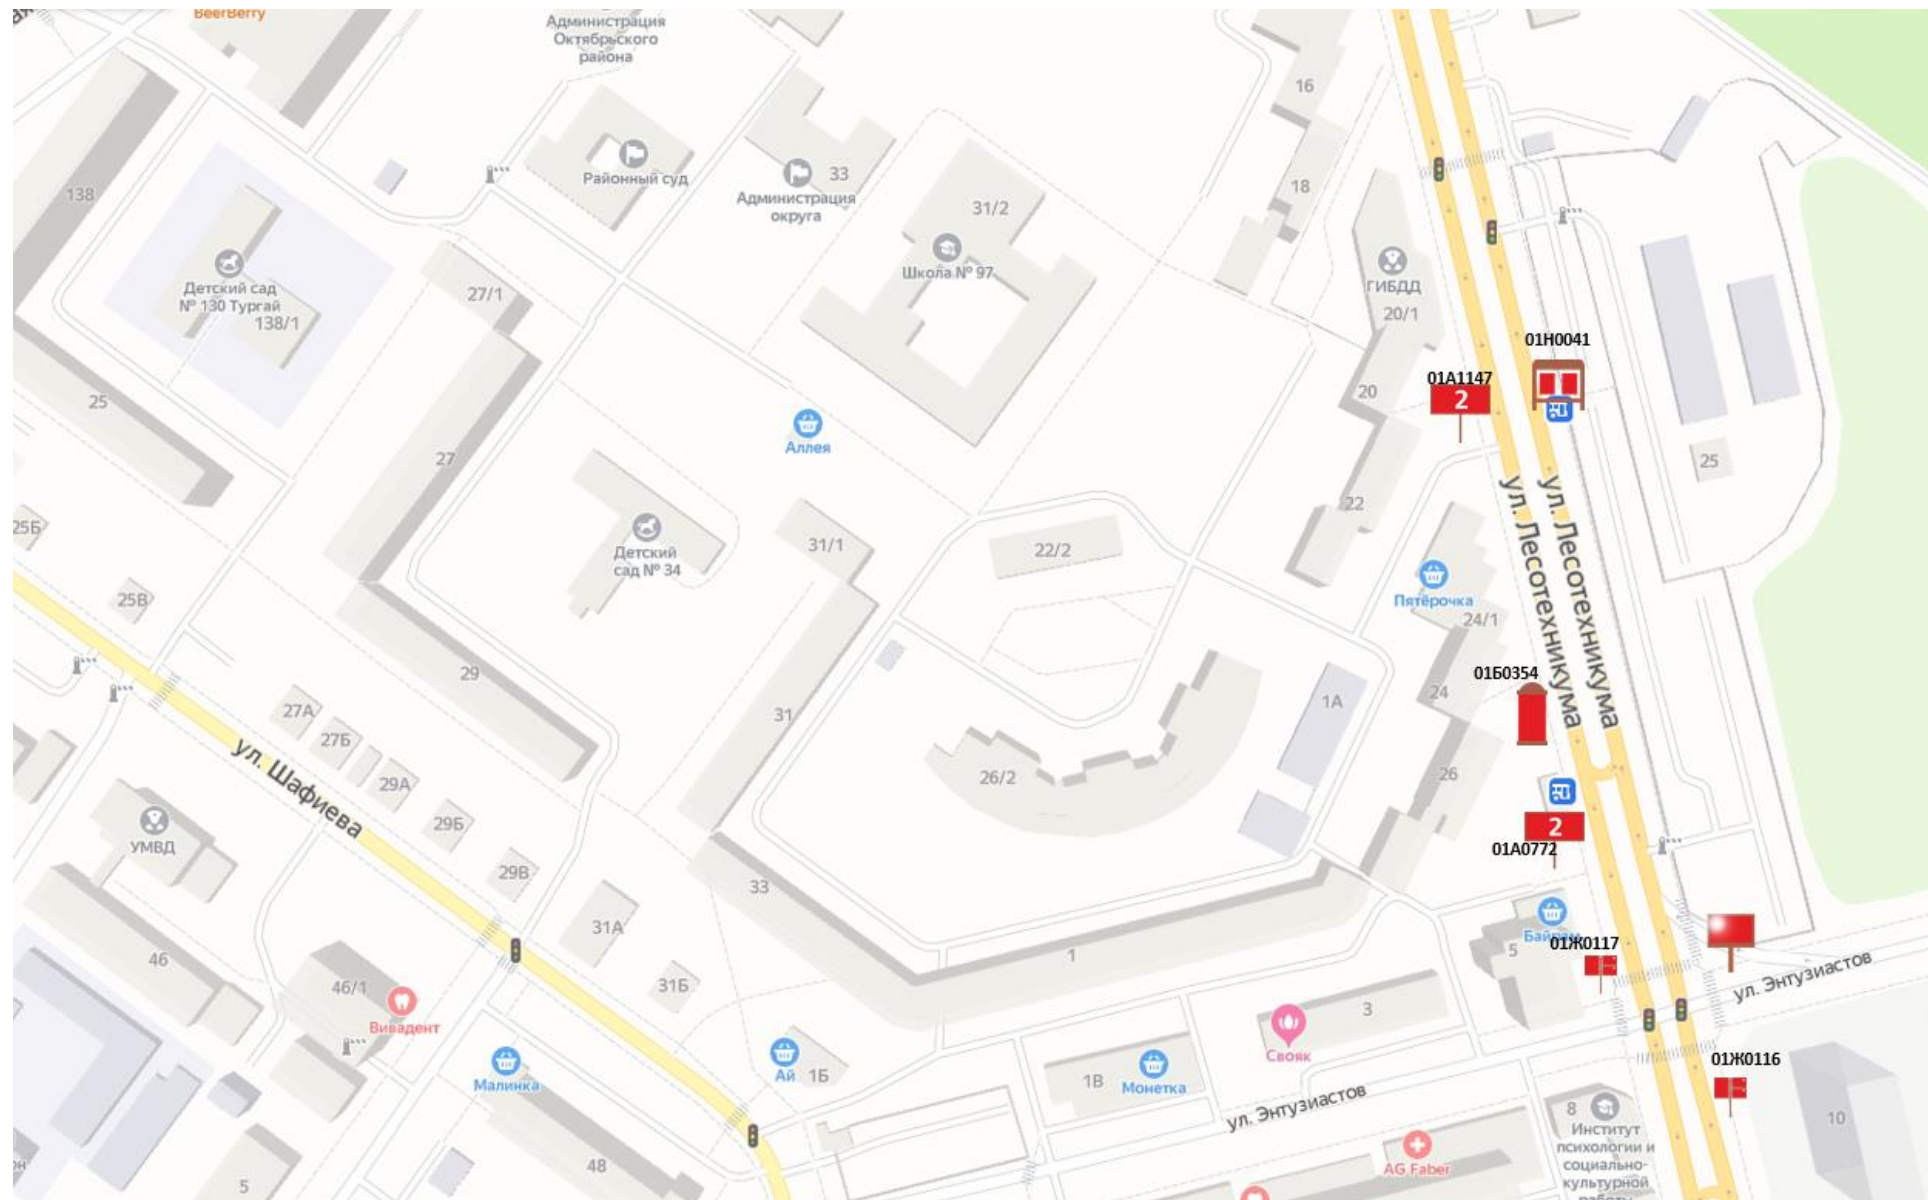 BeerBerry
Администрация
Октябрьского
района
16
138
Районный суд
33
Администрация
округа
31/2
18
Школа № 97
ГИБДД
20/1
Детский сад
№ 130 Тургай
138/1
27/1
01Н0041
01А1147
2
20
25
Аллея
27
25
22
ул. Лесотехникума
ул. Лесотехникума
25Б
31/1
22/2
Детский
сад № 34
Пятёрочка
24/1
25В
29
01Б0354
24
1А
27А
31
27Б
ул. Шафиева
29А
26/2
26
29Б
2
УМВД
01А0772
29В
33
Байрам
31А
01Ж0117
5
1
46
46/1
31Б
ул. Энтузиастов
3
Вивадент
Свояк
01Ж0116
Малинка
Ай
1Б
1В
Монетка
ул. Энтузиастов
8
Институт
психологии и
социально-
культурной
работы
10
AG Faber
48
5